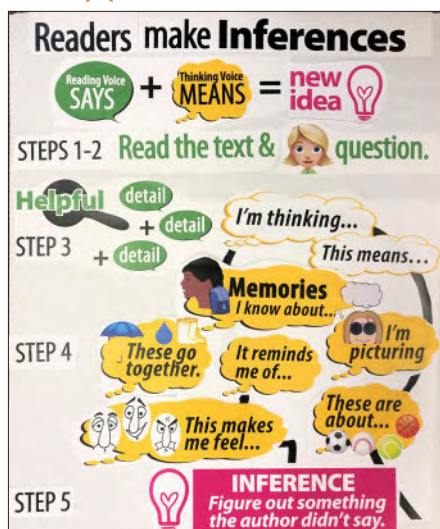 Readers make Inferences
Reading Voice SAYS + Thinking Voice MEANS = new idea
STEPS 1-2 Read the text & question.
Helpful detail
+ detail
+ detail
STEP 3
I'm thinking...
This means...
Memories
I know about...
STEP 4
These go together.
It reminds me of...
I'm picturing
This makes me feel...
These are about...
STEP 5
INFERENCE
Figure out something
the author didn't say.